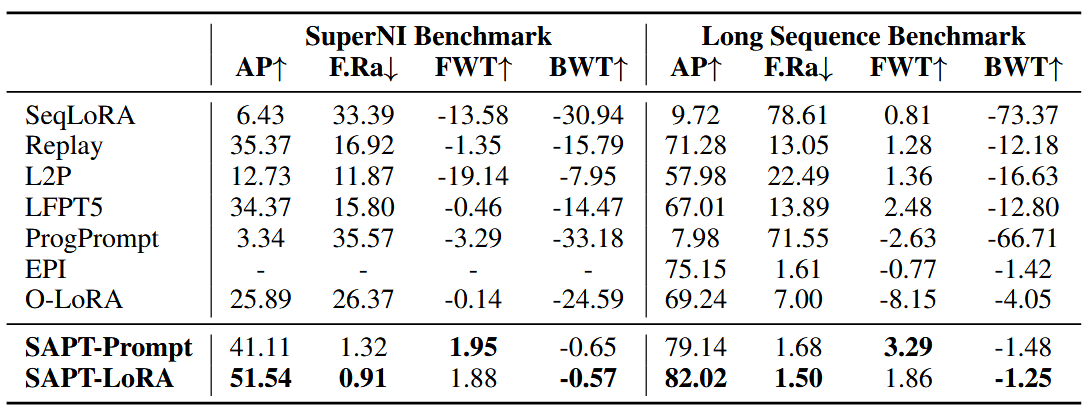 SuperNI Benchmark Long Sequence Benchmark
AP↑ F.Ra↓ FWT↑ BWT↑ AP↑ F.Ra↓ FWT↑ BWT↑
SeqLoRA 6.43 33.39 -13.58 -30.94 9.72 78.61 0.81 -73.37
Replay 35.37 16.92 -1.35 -15.79 71.28 13.05 1.28 -12.18
L2P 12.73 11.87 -19.14 -7.95 57.98 22.49 1.36 -16.63
LFPT5 34.37 15.80 -0.46 -14.47 67.01 13.89 2.48 -12.80
ProgPrompt 3.34 35.57 -3.29 -33.18 7.98 71.55 -2.63 -66.71
EPI - - - - 75.15 1.61 -0.77 -1.42
O-LoRA 25.89 26.37 -0.14 -24.59 69.24 7.00 -8.15 -4.05
SAPT-Prompt 41.11 1.32 1.95 -0.65 79.14 1.68 3.29 -1.48
SAPT-LoRA 51.54 0.91 1.88 -0.57 82.02 1.50 1.86 -1.25